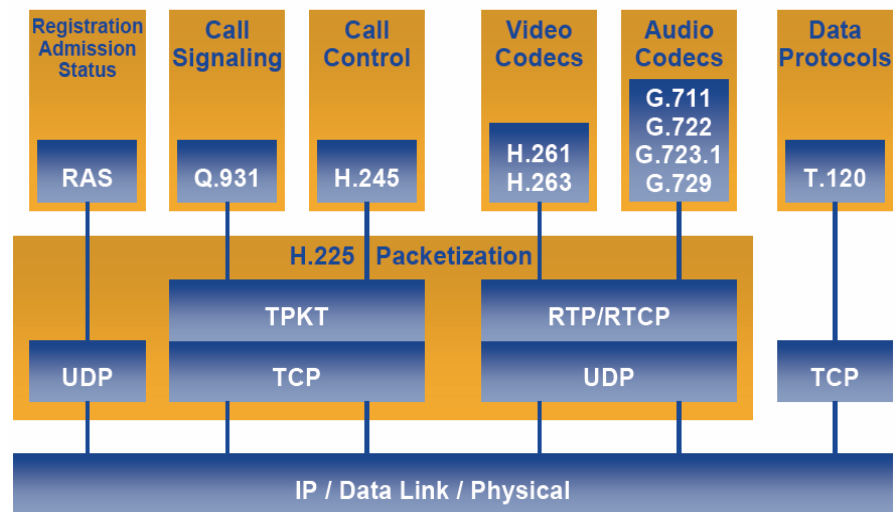 Registration
Admission
Status
Call
Signaling
Call
Control
Video
Codecs
Audio
Codecs
Data
Protocols
RAS
Q.931
H.245
H.261
H.263
G.711
G.722
G.723.1
G.729
T.120
H.225 Packetization
TPKT
RTP/RTCP
UDP
TCP
UDP
TCP
IP / Data Link / Physical